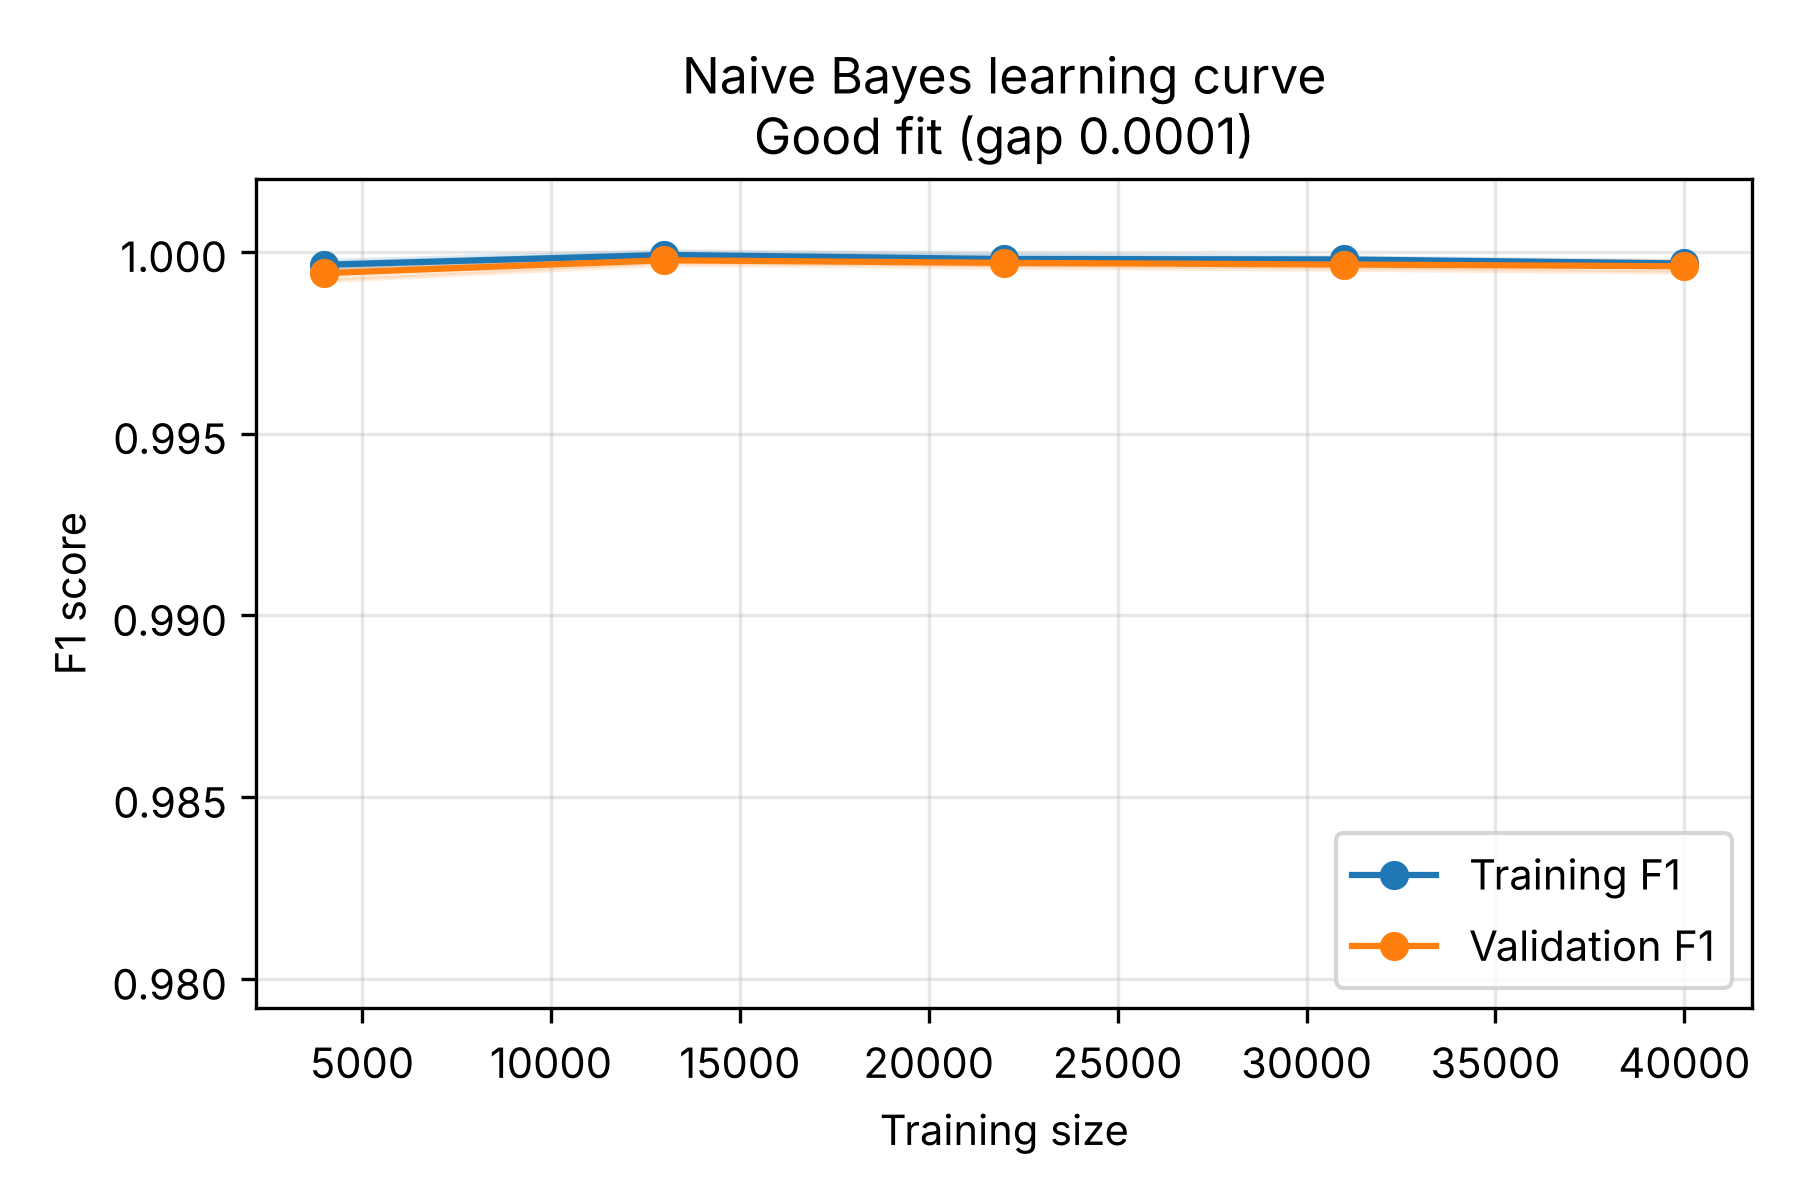 Naive Bayes learning curve
Good fit (gap 0.0001)
F1 score
1.000
0.995
0.990
0.985
0.980
Training F1
Validation F1
5000 10000 15000 20000 25000 30000 35000 40000
Training size